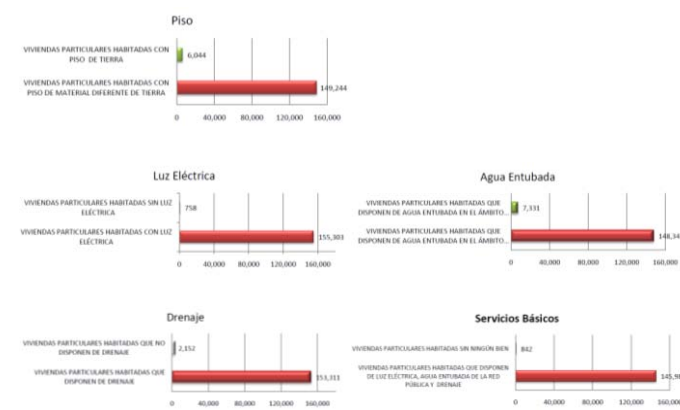 Piso
VIVIENDAS PARTICULARES HABITADAS CON
PISO DE TIERRA
6,044
VIVIENDAS PARTICULARES HABITADAS CON
PISO DE MATERIAL DIFERENTE DE TIERRA
149,244
0 40,000 80,000 120,000 160,000
Luz Eléctrica
VIVIENDAS PARTICULARES HABITADAS SIN LUZ
ELÉCTRICA
758
VIVIENDAS PARTICULARES HABITADAS CON LUZ
ELÉCTRICA
155,303
0 40,000 80,000 120,000 160,000
Agua Entubada
VIVIENDAS PARTICULARES HABITADAS QUE
DISPONEN DE AGUA ENTUBADA EN EL ÁMBITO...
7,331
VIVIENDAS PARTICULARES HABITADAS QUE
DISPONEN DE AGUA ENTUBADA EN EL ÁMBITO...
0 40,000 80,000 120,000 160,000
Drenaje
VIVIENDAS PARTICULARES HABITADAS QUE NO
DISPONEN DE DRENAJE
2,152
VIVIENDAS PARTICULARES HABITADAS QUE
DISPONEN DE DRENAJE
153,311
0 40,000 80,000 120,000 160,000
Servicios Básicos
VIVIENDAS PARTICULARES HABITADAS SIN NINGÚN BIEN
842
VIVIENDAS PARTICULARES HABITADAS QUE DISPONEN
DE LUZ ELÉCTRICA, AGUA ENTUBADA DE LA RED
PÚBLICA Y DRENAJE
0 40,000 80,000 120,000